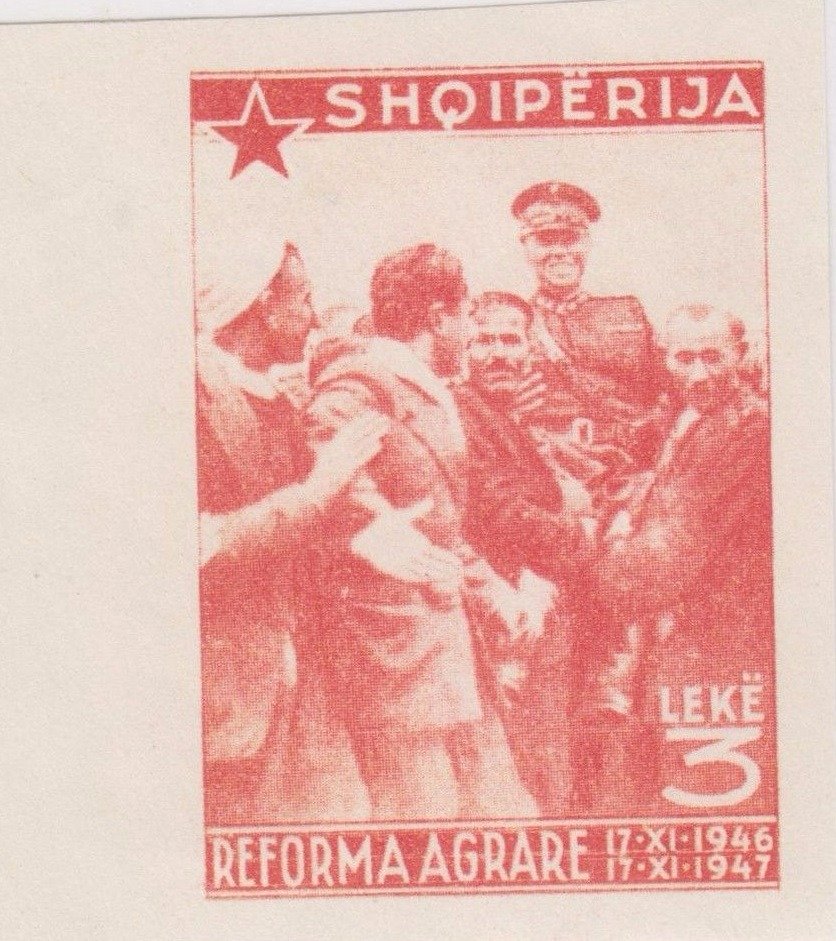 SHQIPËRIJA
LEKË
3
REFORMA AGRARE 17·XI·1946
17·XI·1947